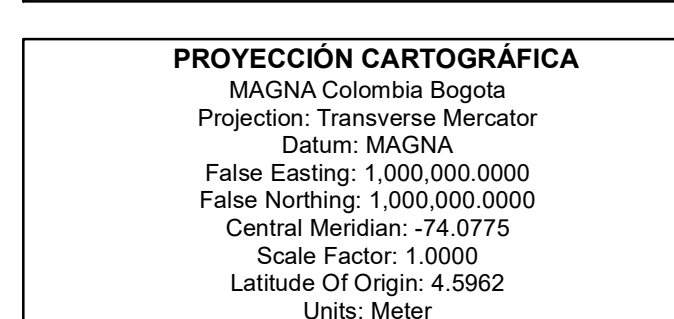 PROYECCIÓN CARTOGRÁFICA
MAGNA Colombia Bogota
Projection: Transverse Mercator
Datum: MAGNA
False Easting: 1,000,000.0000
False Northing: 1,000,000.0000
Central Meridian: -74.0775
Scale Factor: 1.0000
Latitude Of Origin: 4.5962
Units: Meter